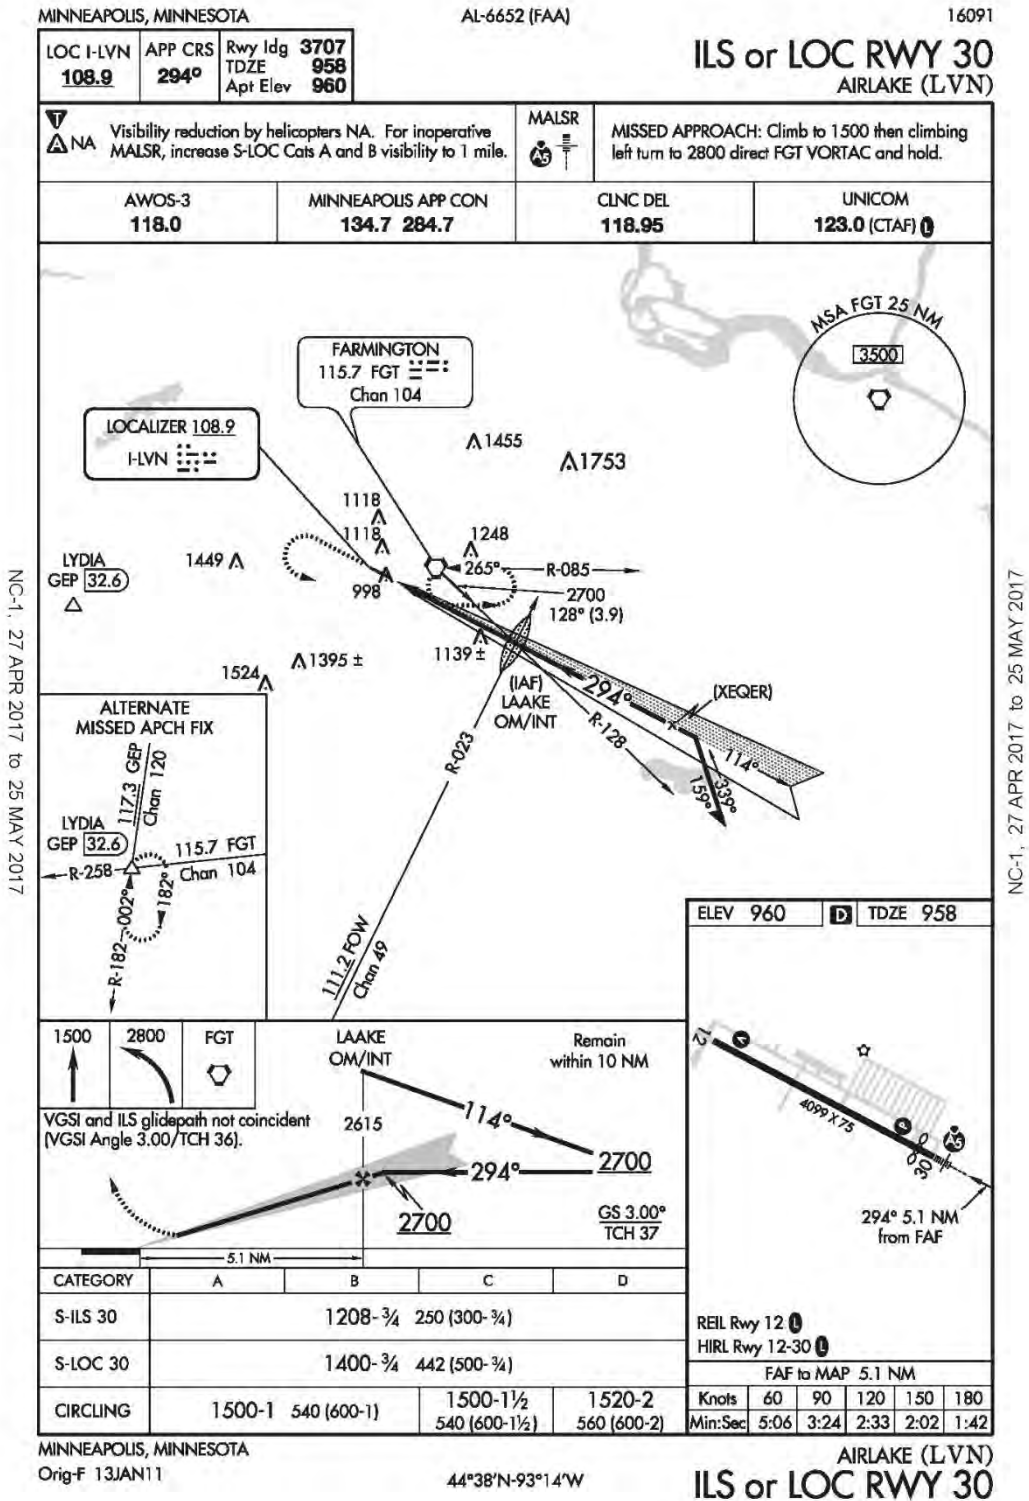 MINNEAPOLIS, MINNESOTA
AL-6652 (FAA)
16091
LOC I-LVN
108.9
APP CRS
294°
Rwy ldg 3707
TDZE 958
Apt Elev 960
ILS or LOC RWY 30
AIRLAKE (LVN)
T
A NA
Visibility reduction by helicopters NA. For inoperative
MALSR, increase S-LOC Cats A and B visibility to 1 mile.
MALSR
A5
MISSED APPROACH: Climb to 1500 then climbing
left turn to 2800 direct FGT VORTAC and hold.
AWOS-3
118.0
MINNEAPOLIS APP CON
134.7 284.7
CLNC DEL
118.95
UNICOM
123.0 (CTAF) L
MSA FGT 25 NM
3500
FARMINGTON
115.7 FGT
Chan 104
LOCALIZER 108.9
I-LVN
1455
1753
1118
1118
1248
1449
998
265°
R-085
2700
128° (3.9)
LYDIA
GEP 32.6
1139 ±
1395 ±
1524
(IAF)
LAAKE
OM/INT
294°
(XEQER)
R-128
R-023
114°
339°
159°
111.2 FOW
Chan 49
ALTERNATE
MISSED APCH FIX
117.3 GEP
Chan 120
LYDIA
GEP 32.6
115.7 FGT
Chan 104
R-258
002°
182°
R-182
NC-1, 27 APR 2017 to 25 MAY 2017
NC-1, 27 APR 2017 to 25 MAY 2017
ELEV 960
D
TDZE 958
12
4099 X 75
P
A5
30
294° 5.1 NM
from FAF
REIL Rwy 12 L
HIRL Rwy 12-30 L
FAF to MAP 5.1 NM
Knots 60 90 120 150 180
Min:Sec 5:06 3:24 2:33 2:02 1:42
1500
2800
FGT
LAAKE
OM/INT
Remain
within 10 NM
VGSI and ILS glidepath not coincident
(VGSI Angle 3.00/TCH 36).
2615
114°
2700
294°
2700
GS 3.00°
TCH 37
5.1 NM
CATEGORY A B C D
S-ILS 30 1208-¾ 250 (300-¾)
S-LOC 30 1400-¾ 442 (500-¾)
CIRCLING 1500-1 540 (600-1)
1500-1½
540 (600-1½)
1520-2
560 (600-2)
MINNEAPOLIS, MINNESOTA
Orig-F 13JAN11
44°38'N-93°14'W
AIRLAKE (LVN)
ILS or LOC RWY 30